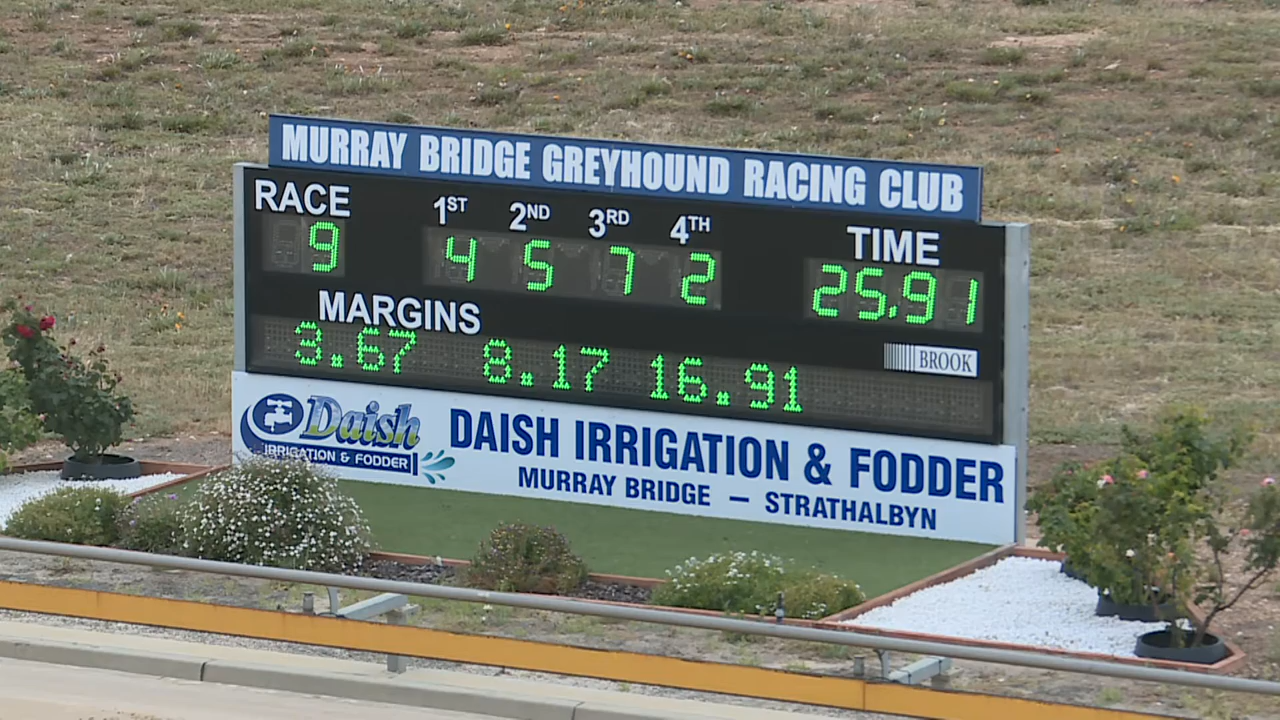 MURRAY BRIDGE GREYHOUND RACING CLUB
RACE 1ST 2ND 3RD 4TH TIME
9 4 5 7 2 25.91
MARGINS
3.67 8.17 16.91
BROOK
Daish
IRRIGATION & FODDER
DAISH IRRIGATION & FODDER
MURRAY BRIDGE – STRATHALBYN